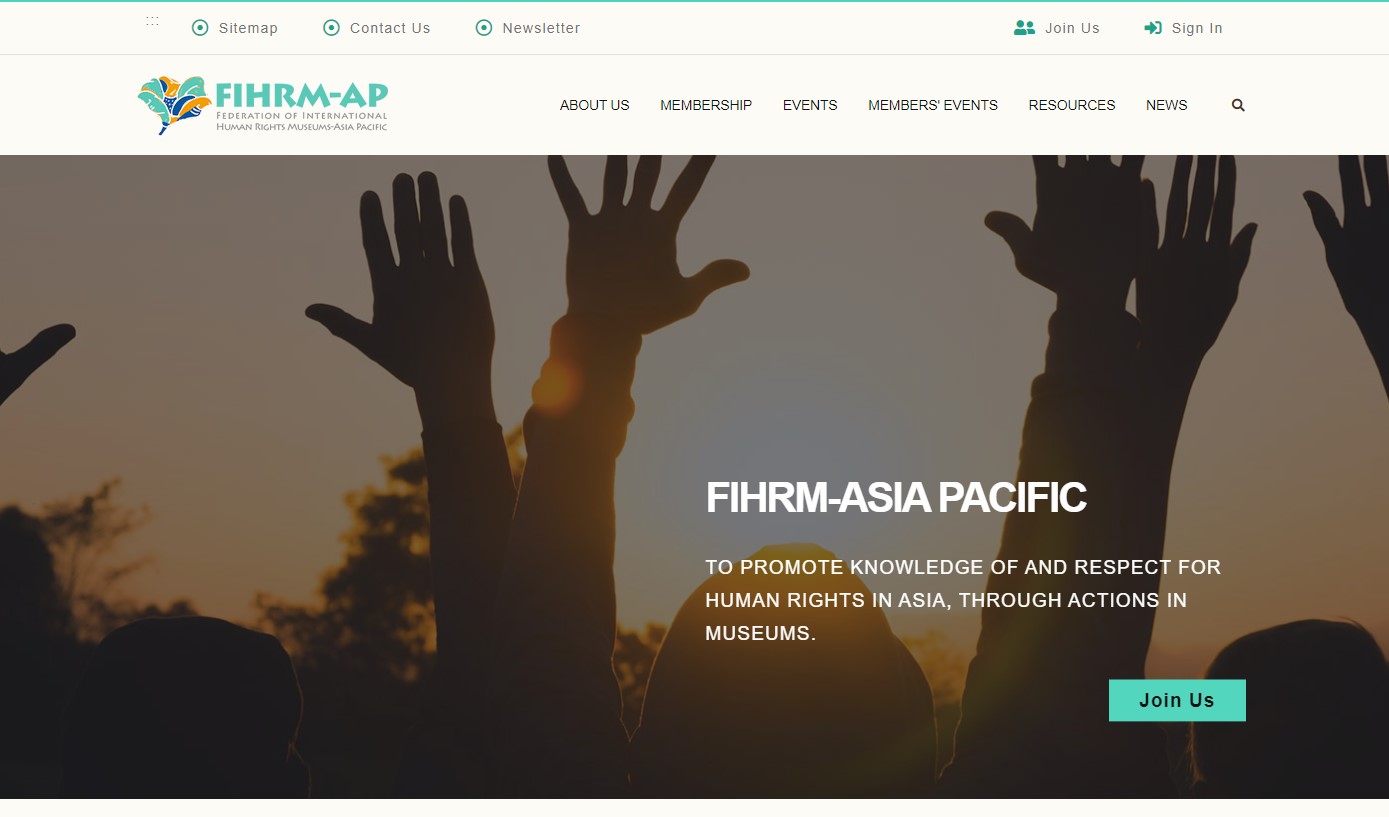 :::
Sitemap
Contact Us
Newsletter
Join Us
Sign In
FIHRM-AP
FEDERATION OF INTERNATIONAL
HUMAN RIGHTS MUSEUMS-ASIA PACIFIC
ABOUT US
MEMBERSHIP
EVENTS
MEMBERS' EVENTS
RESOURCES
NEWS
FIHRM-ASIA PACIFIC
TO PROMOTE KNOWLEDGE OF AND RESPECT FOR
HUMAN RIGHTS IN ASIA, THROUGH ACTIONS IN
MUSEUMS.
Join Us